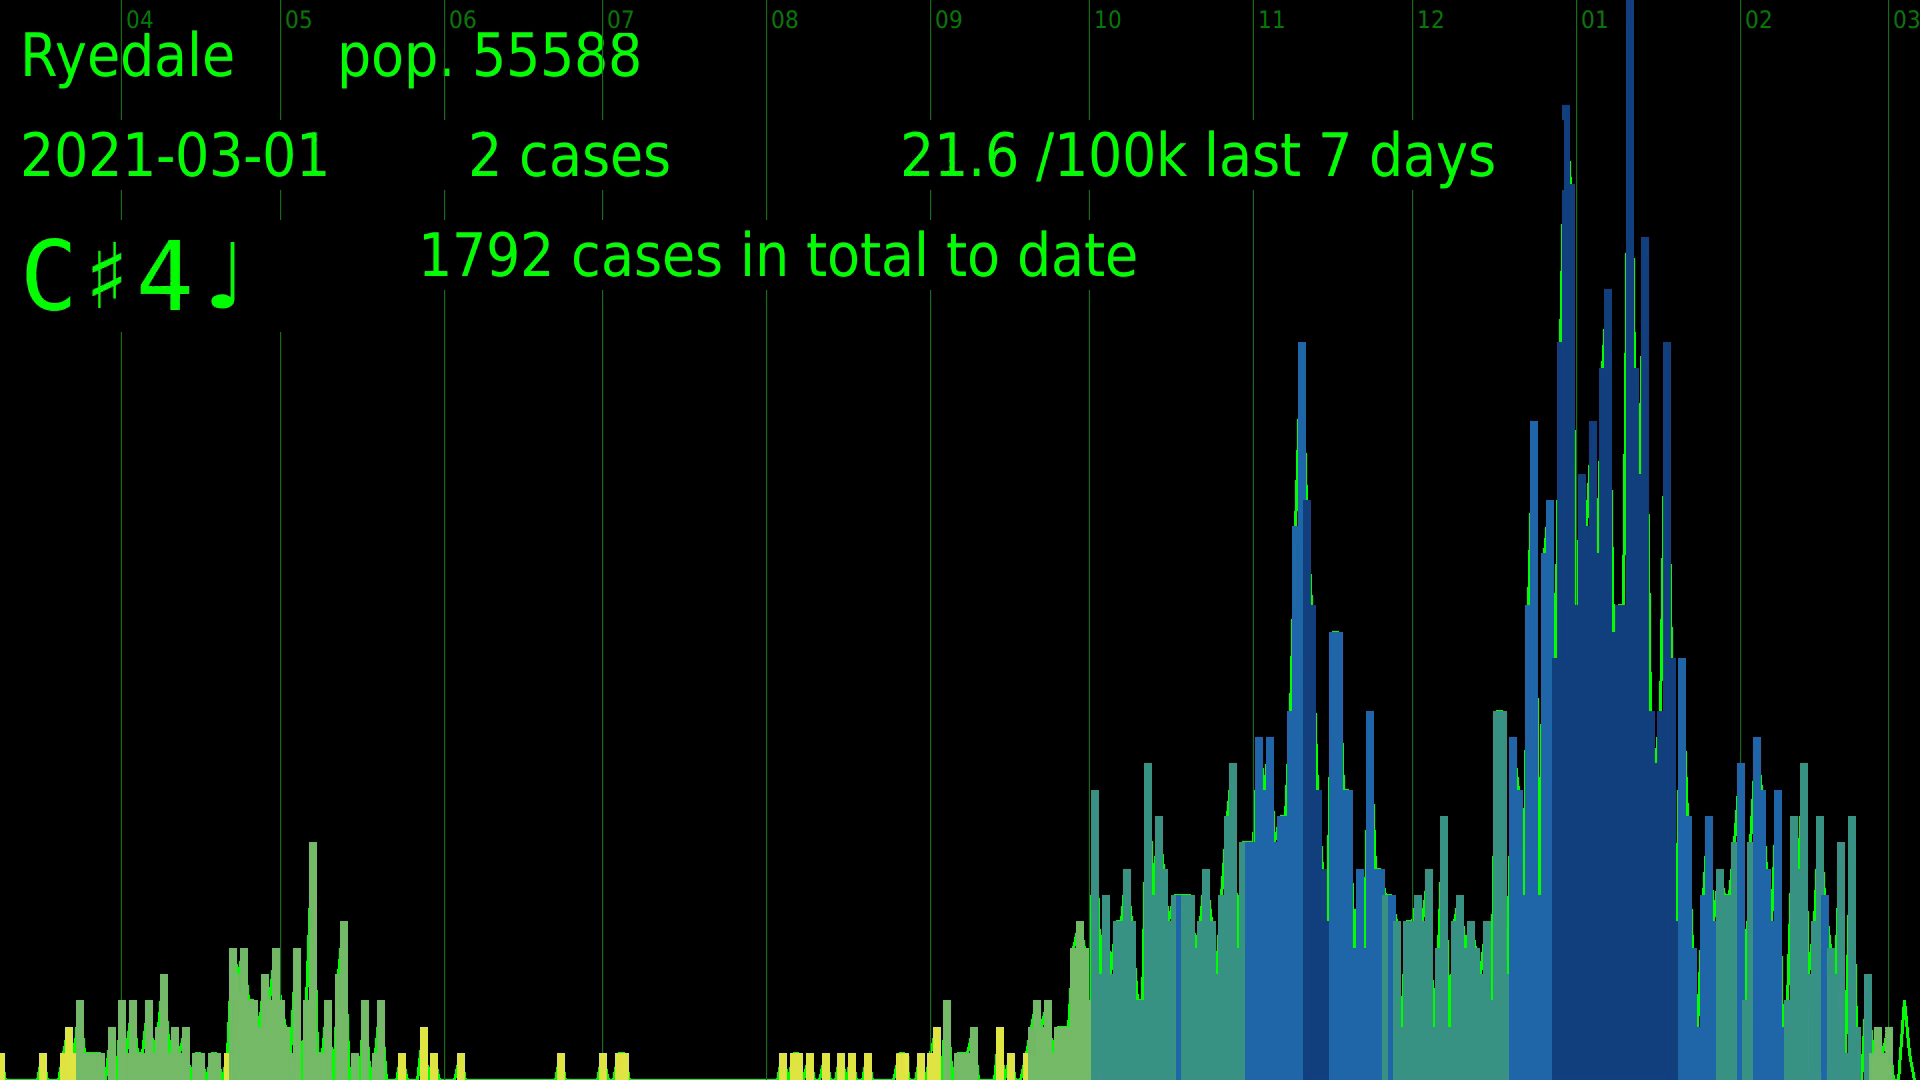 04 05 06 07 08 09 10 11 12 01 02 03
Ryedale pop. 55588
2021-03-01 2 cases 21.6 /100k last 7 days
C♯4♩ 1792 cases in total to date